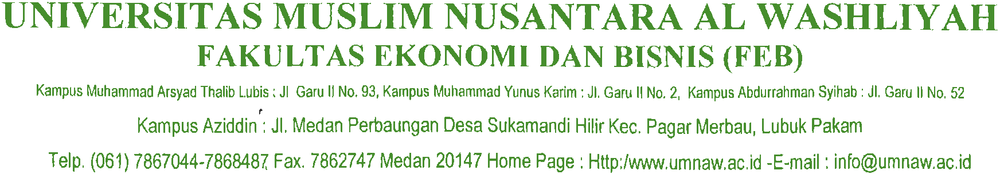 UNIVERSITAS MUSLIM NUSANTARA AL WASHLIYAH
FAKULTAS EKONOMI DAN BISNIS (FEB)
Kampus Muhammad Arsyad Thalib Lubis : Jl Garu II No. 93, Kampus Muhammad Yunus Karim : Jl. Garu II No. 2, Kampus Abdurrahman Syihab : Jl. Garu II No. 52
Kampus Aziddin : Jl. Medan Perbaungan Desa Sukamandi Hilir Kec. Pagar Merbau, Lubuk Pakam
Telp. (061) 7867044-7868487 Fax. 7862747 Medan 20147 Home Page : Http:/www.umnaw.ac.id -E-mail : info@umnaw.ac.id